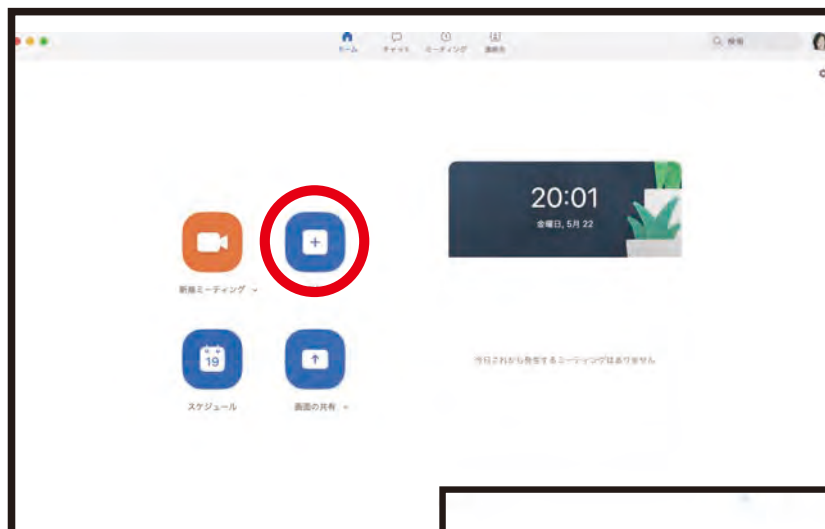 ホーム チャット ミーティング 連絡先 検索
20:01
金曜日, 5月 22
新規ミーティング
19
スケジュール 画面の共有
今日これから発生するミーティングはありません